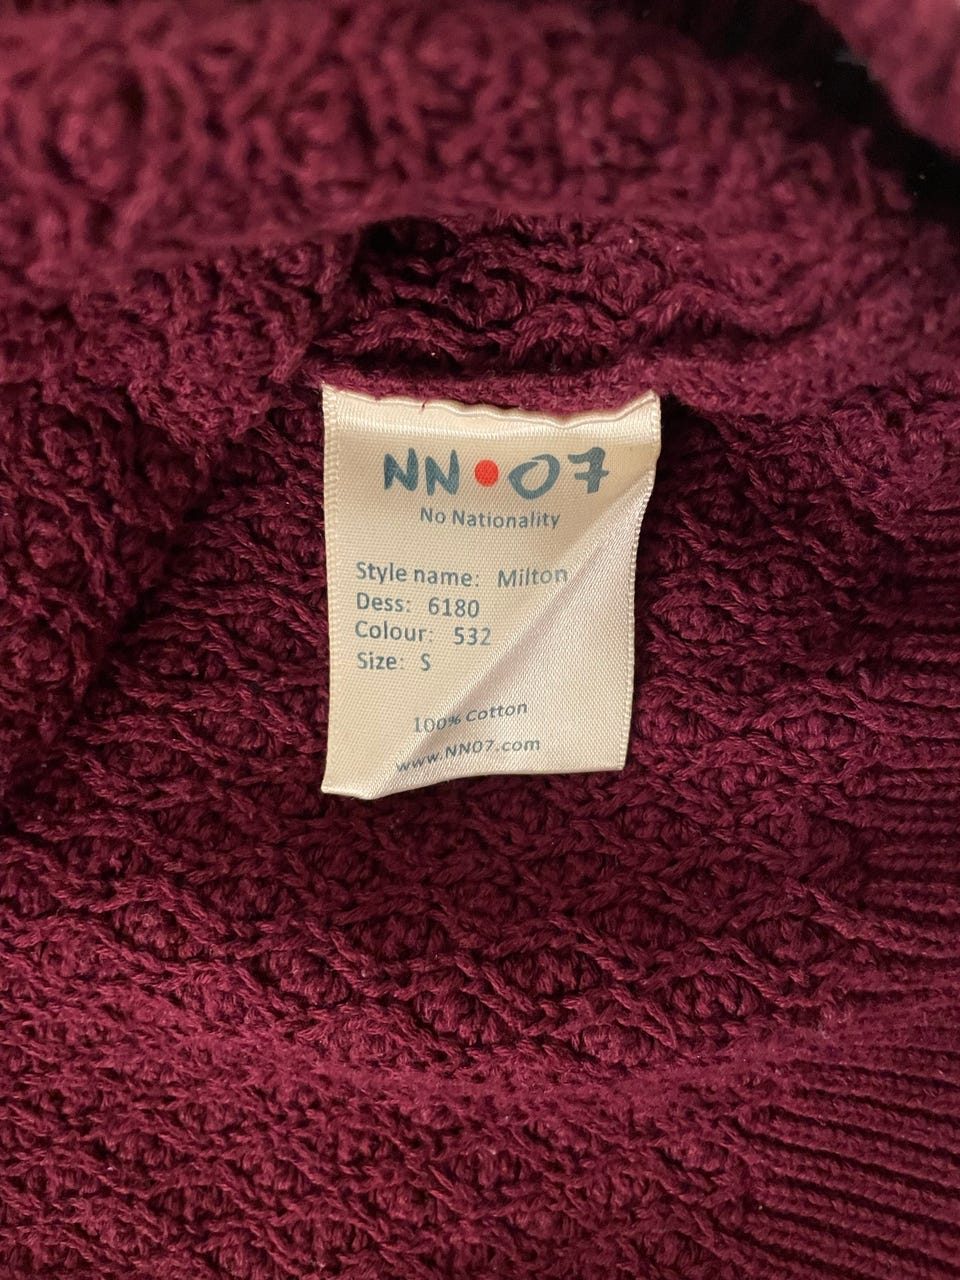 NN•07
No Nationality
Style name: Milton
Dess: 6180
Colour: 532
Size: S
100% Cotton
www.NN07.com